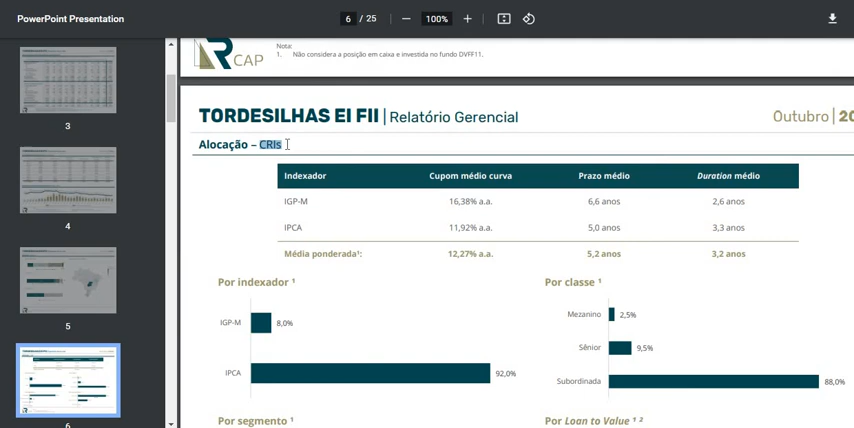 PowerPoint Presentation
6 / 25
100%
3
4
5
6
R CAP
Nota:
1. Não considera a posição em caixa e investida no fundo DVFF11.
TORDESILHAS EI FII | Relatório Gerencial
Outubro | 20
Alocação – CRIs
Indexador Cupom médio curva Prazo médio Duration médio
IGP-M 16,38% a.a. 6,6 anos 2,6 anos
IPCA 11,92% a.a. 5,0 anos 3,3 anos
Média ponderada¹: 12,27% a.a. 5,2 anos 3,2 anos
Por indexador ¹
IGP-M 8,0%
IPCA 92,0%
Por classe ¹
Mezanino 2,5%
Sênior 9,5%
Subordinada 88,0%
Por segmento ¹
Por Loan to Value ¹ ²